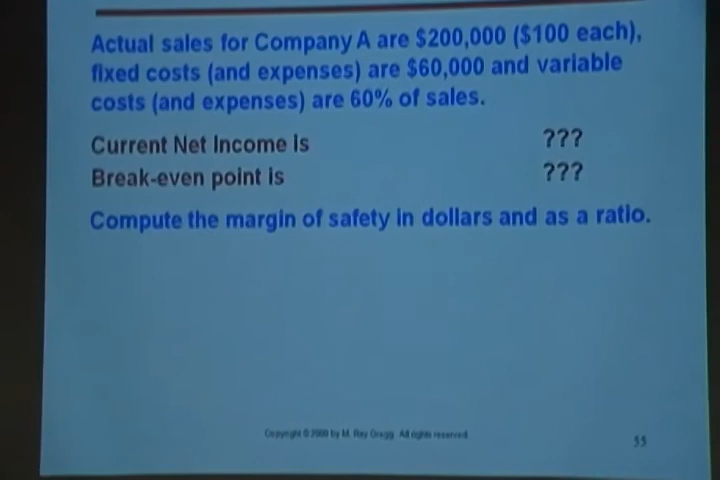 Actual sales for Company A are $200,000 ($100 each),
fixed costs (and expenses) are $60,000 and variable
costs (and expenses) are 60% of sales.
Current Net Income is ???
Break-even point is ???
Compute the margin of safety in dollars and as a ratio.
Copyright © 2000 by M. Ray Gregg. All rights reserved.
55